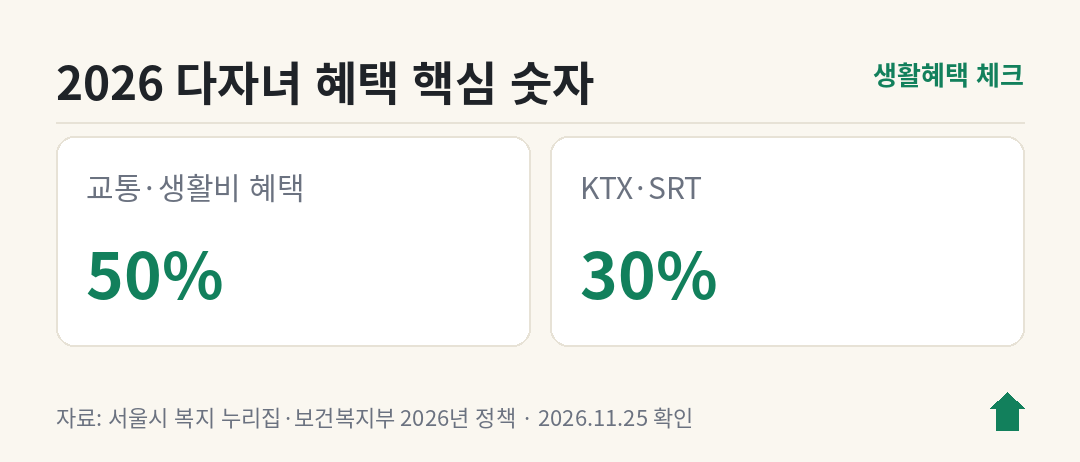 2026 다자녀 혜택 핵심 숫자
생활혜택 체크
교통·생활비 혜택
50%
KTX·SRT
30%
자료: 서울시 복지 누리집·보건복지부 2026년 정책 · 2026.11.25 확인